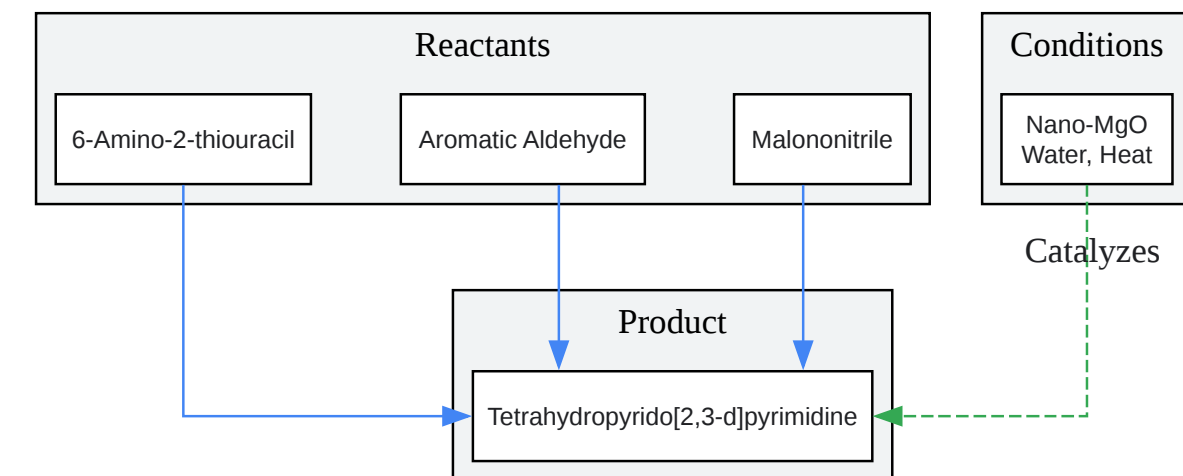 Reactants
Conditions
6-Amino-2-thiouracil
Aromatic Aldehyde
Malononitrile
Nano-MgO
Water, Heat
Catalyzes
Product
Tetrahydropyrido[2,3-d]pyrimidine